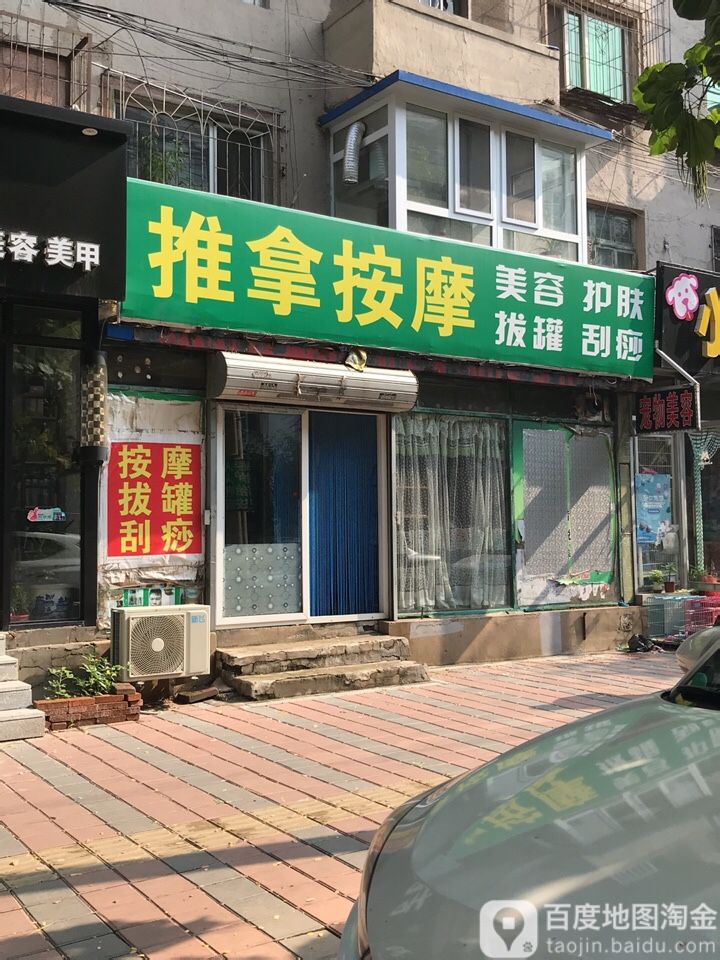 美容 美甲
推拿按摩
美容 护肤
拔罐 刮痧
小
宠物美容
按摩
拔罐
刮痧
百度地图淘金
taojin.baidu.com